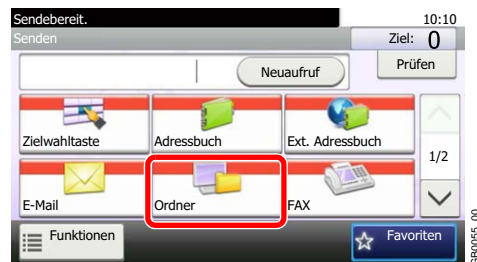 Sendebereit. 10:10
Senden Ziel: 0
Neuaufruf Prüfen
Zielwahltaste Adressbuch Ext. Adressbuch
1/2
E-Mail Ordner FAX
Funktionen Favoriten
GB0055_00